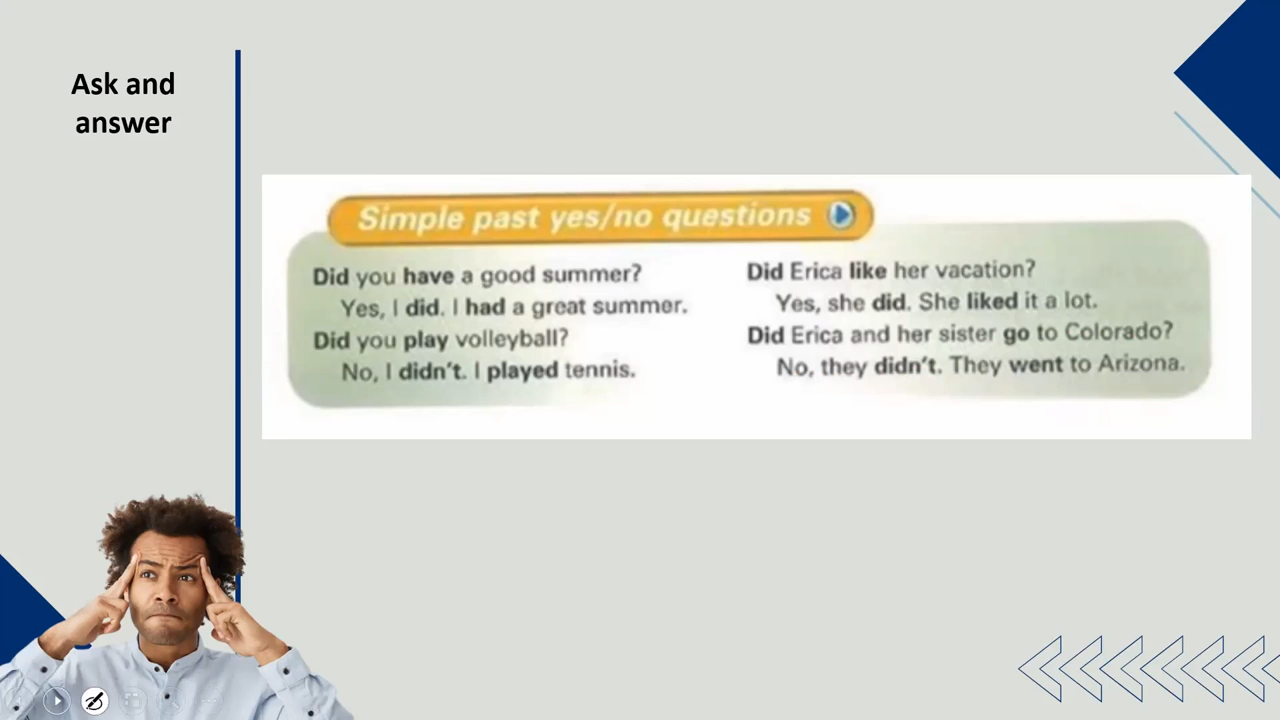 Ask and
answer
Simple past yes/no questions
Did you have a good summer?
Yes, I did. I had a great summer.
Did you play volleyball?
No, I didn't. I played tennis.
Did Erica like her vacation?
Yes, she did. She liked it a lot.
Did Erica and her sister go to Colorado?
No, they didn't. They went to Arizona.